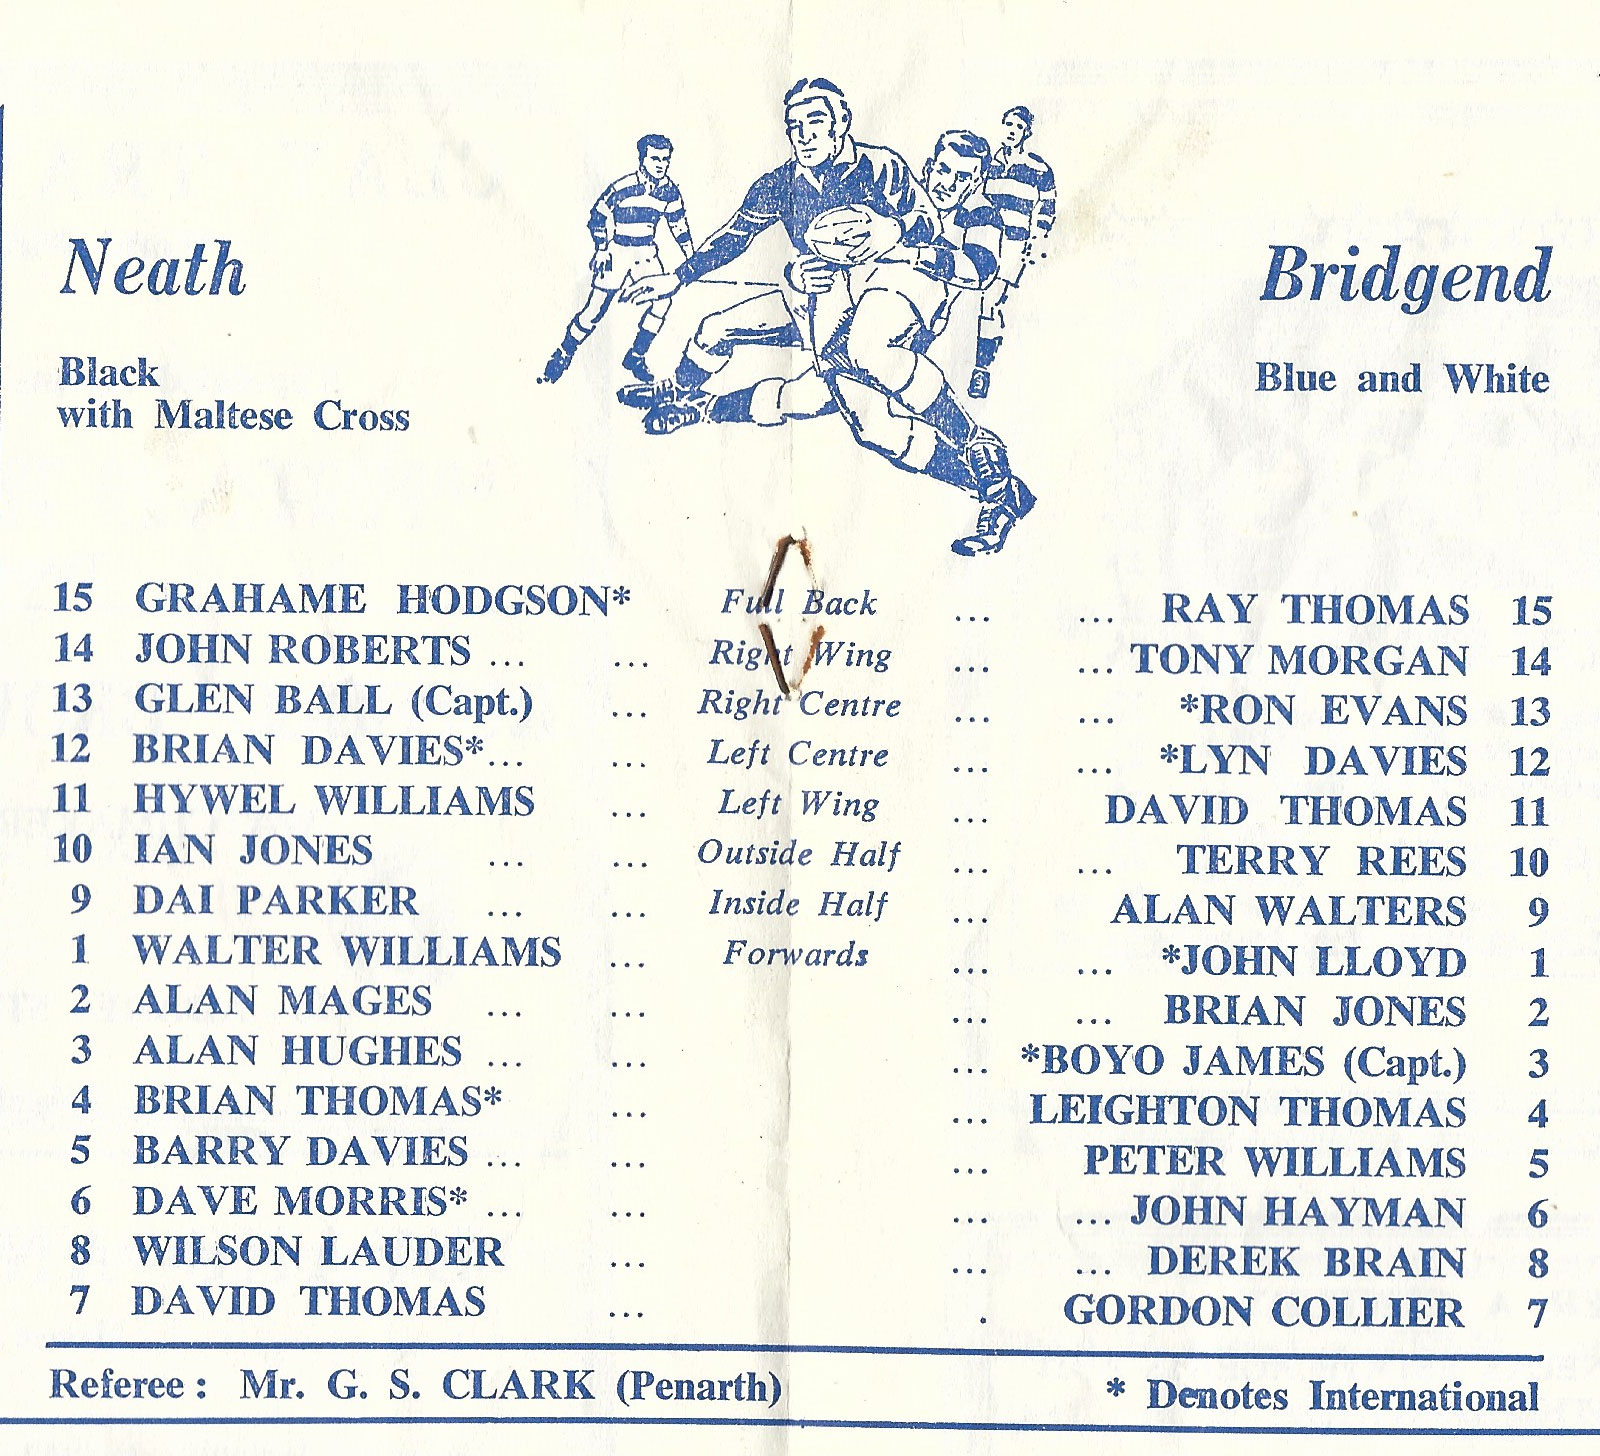 Neath
Bridgend
Black
with Maltese Cross
Blue and White
15 GRAHAME HODGSON* Full Back ... ... RAY THOMAS 15
14 JOHN ROBERTS ... ... Right Wing ... ... TONY MORGAN 14
13 GLEN BALL (Capt.) ... Right Centre ... ... *RON EVANS 13
12 BRIAN DAVIES* ... ... Left Centre ... ... *LYN DAVIES 12
11 HYWEL WILLIAMS ... Left Wing ... DAVID THOMAS 11
10 IAN JONES ... ... Outside Half ... ... TERRY REES 10
9 DAI PARKER ... ... Inside Half ... ALAN WALTERS 9
1 WALTER WILLIAMS ... Forwards ... ... *JOHN LLOYD 1
2 ALAN MAGES ... ... ... ... BRIAN JONES 2
3 ALAN HUGHES ... ... ... *BOYO JAMES (Capt.) 3
4 BRIAN THOMAS* ... ... LEIGHTON THOMAS 4
5 BARRY DAVIES ... ... ... PETER WILLIAMS 5
6 DAVE MORRIS* ... ... ... ... JOHN HAYMAN 6
8 WILSON LAUDER ... ... ... DEREK BRAIN 8
7 DAVID THOMAS ... . GORDON COLLIER 7
Referee : Mr. G. S. CLARK (Penarth) * Denotes International